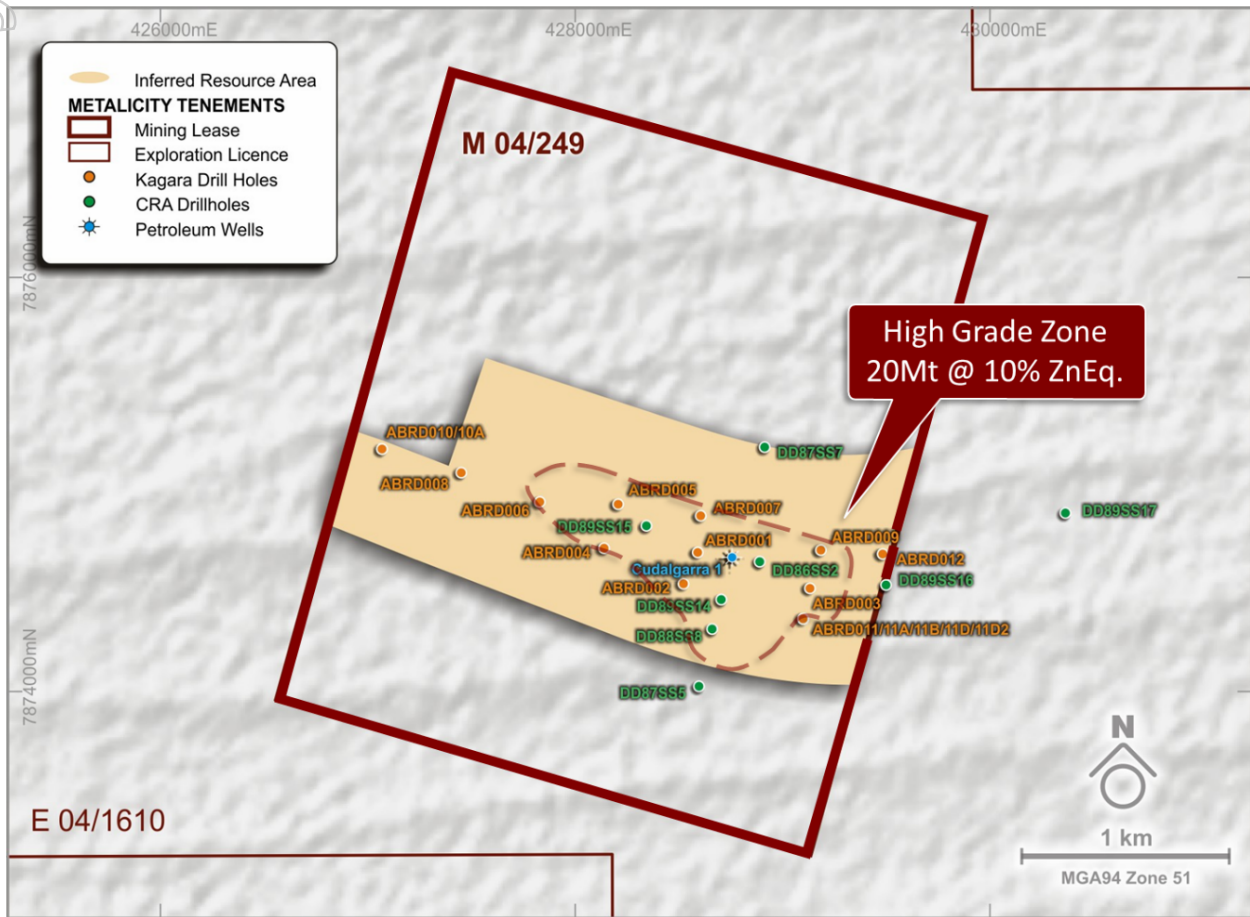 426000mE
428000mE
430000mE
Inferred Resource Area
METALICITY TENEMENTS
Mining Lease
Exploration Licence
Kagara Drill Holes
CRA Drillholes
Petroleum Wells
M 04/249
7876000mN
High Grade Zone
20Mt @ 10% ZnEq.
ABRD010/10A
DD87SS7
ABRD008
ABRD005
ABRD006
ABRD007
DD89SS17
DD89SS15
ABRD001
ABRD009
ABRD004
ABRD012
Cudalgarra 1
DD86SS2
DD89SS16
ABRD002
ABRD003
DD89SS14
ABRD011/11A/11B/11D/11D2
DD88SS8
7874000mN
DD87SS5
N
E 04/1610
1 km
MGA94 Zone 51